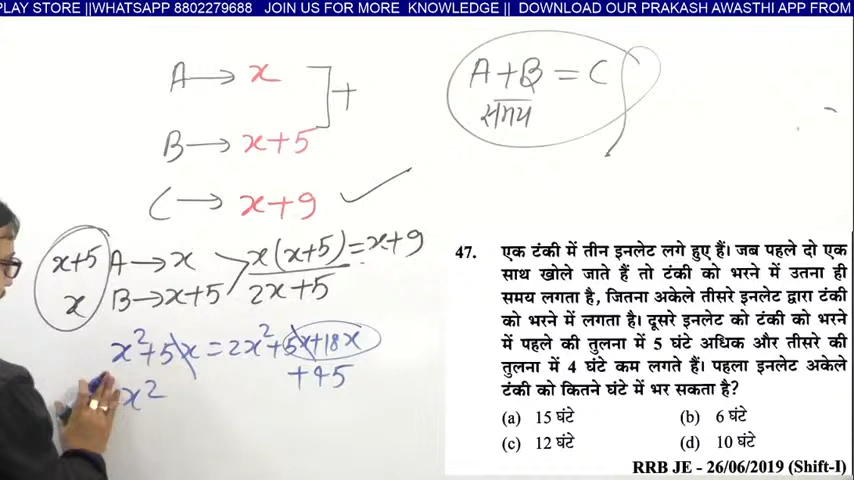 PLAY STORE ||WHATSAPP 8802279688 JOIN US FOR MORE KNOWLEDGE || DOWNLOAD OUR PRAKASH AWASTHI APP FROM
A → x
B → x+5
] +
C → x+9 ✓
A+B = C
समय
x+5 A → x
x B → x+5
x(x+5)/2x+5 = x+9
x²+5x = 2x²+5x+18x
+45
x²
47. एक टंकी में तीन इनलेट लगे हुए हैं। जब पहले दो एक
साथ खोले जाते हैं तो टंकी को भरने में उतना ही
समय लगता है, जितना अकेले तीसरे इनलेट द्वारा टंकी
को भरने में लगता है। दूसरे इनलेट को टंकी को भरने
में पहले की तुलना में 5 घंटे अधिक और तीसरे की
तुलना में 4 घंटे कम लगते हैं। पहला इनलेट अकेले
टंकी को कितने घंटे में भर सकता है?
(a) 15 घंटे (b) 6 घंटे
(c) 12 घंटे (d) 10 घंटे
RRB JE - 26/06/2019 (Shift-I)